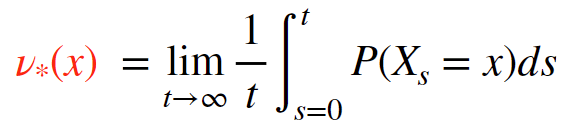 ν*(x) = lim_{t→∞} 1/t ∫_{s=0}^{t} P(X_s = x)ds